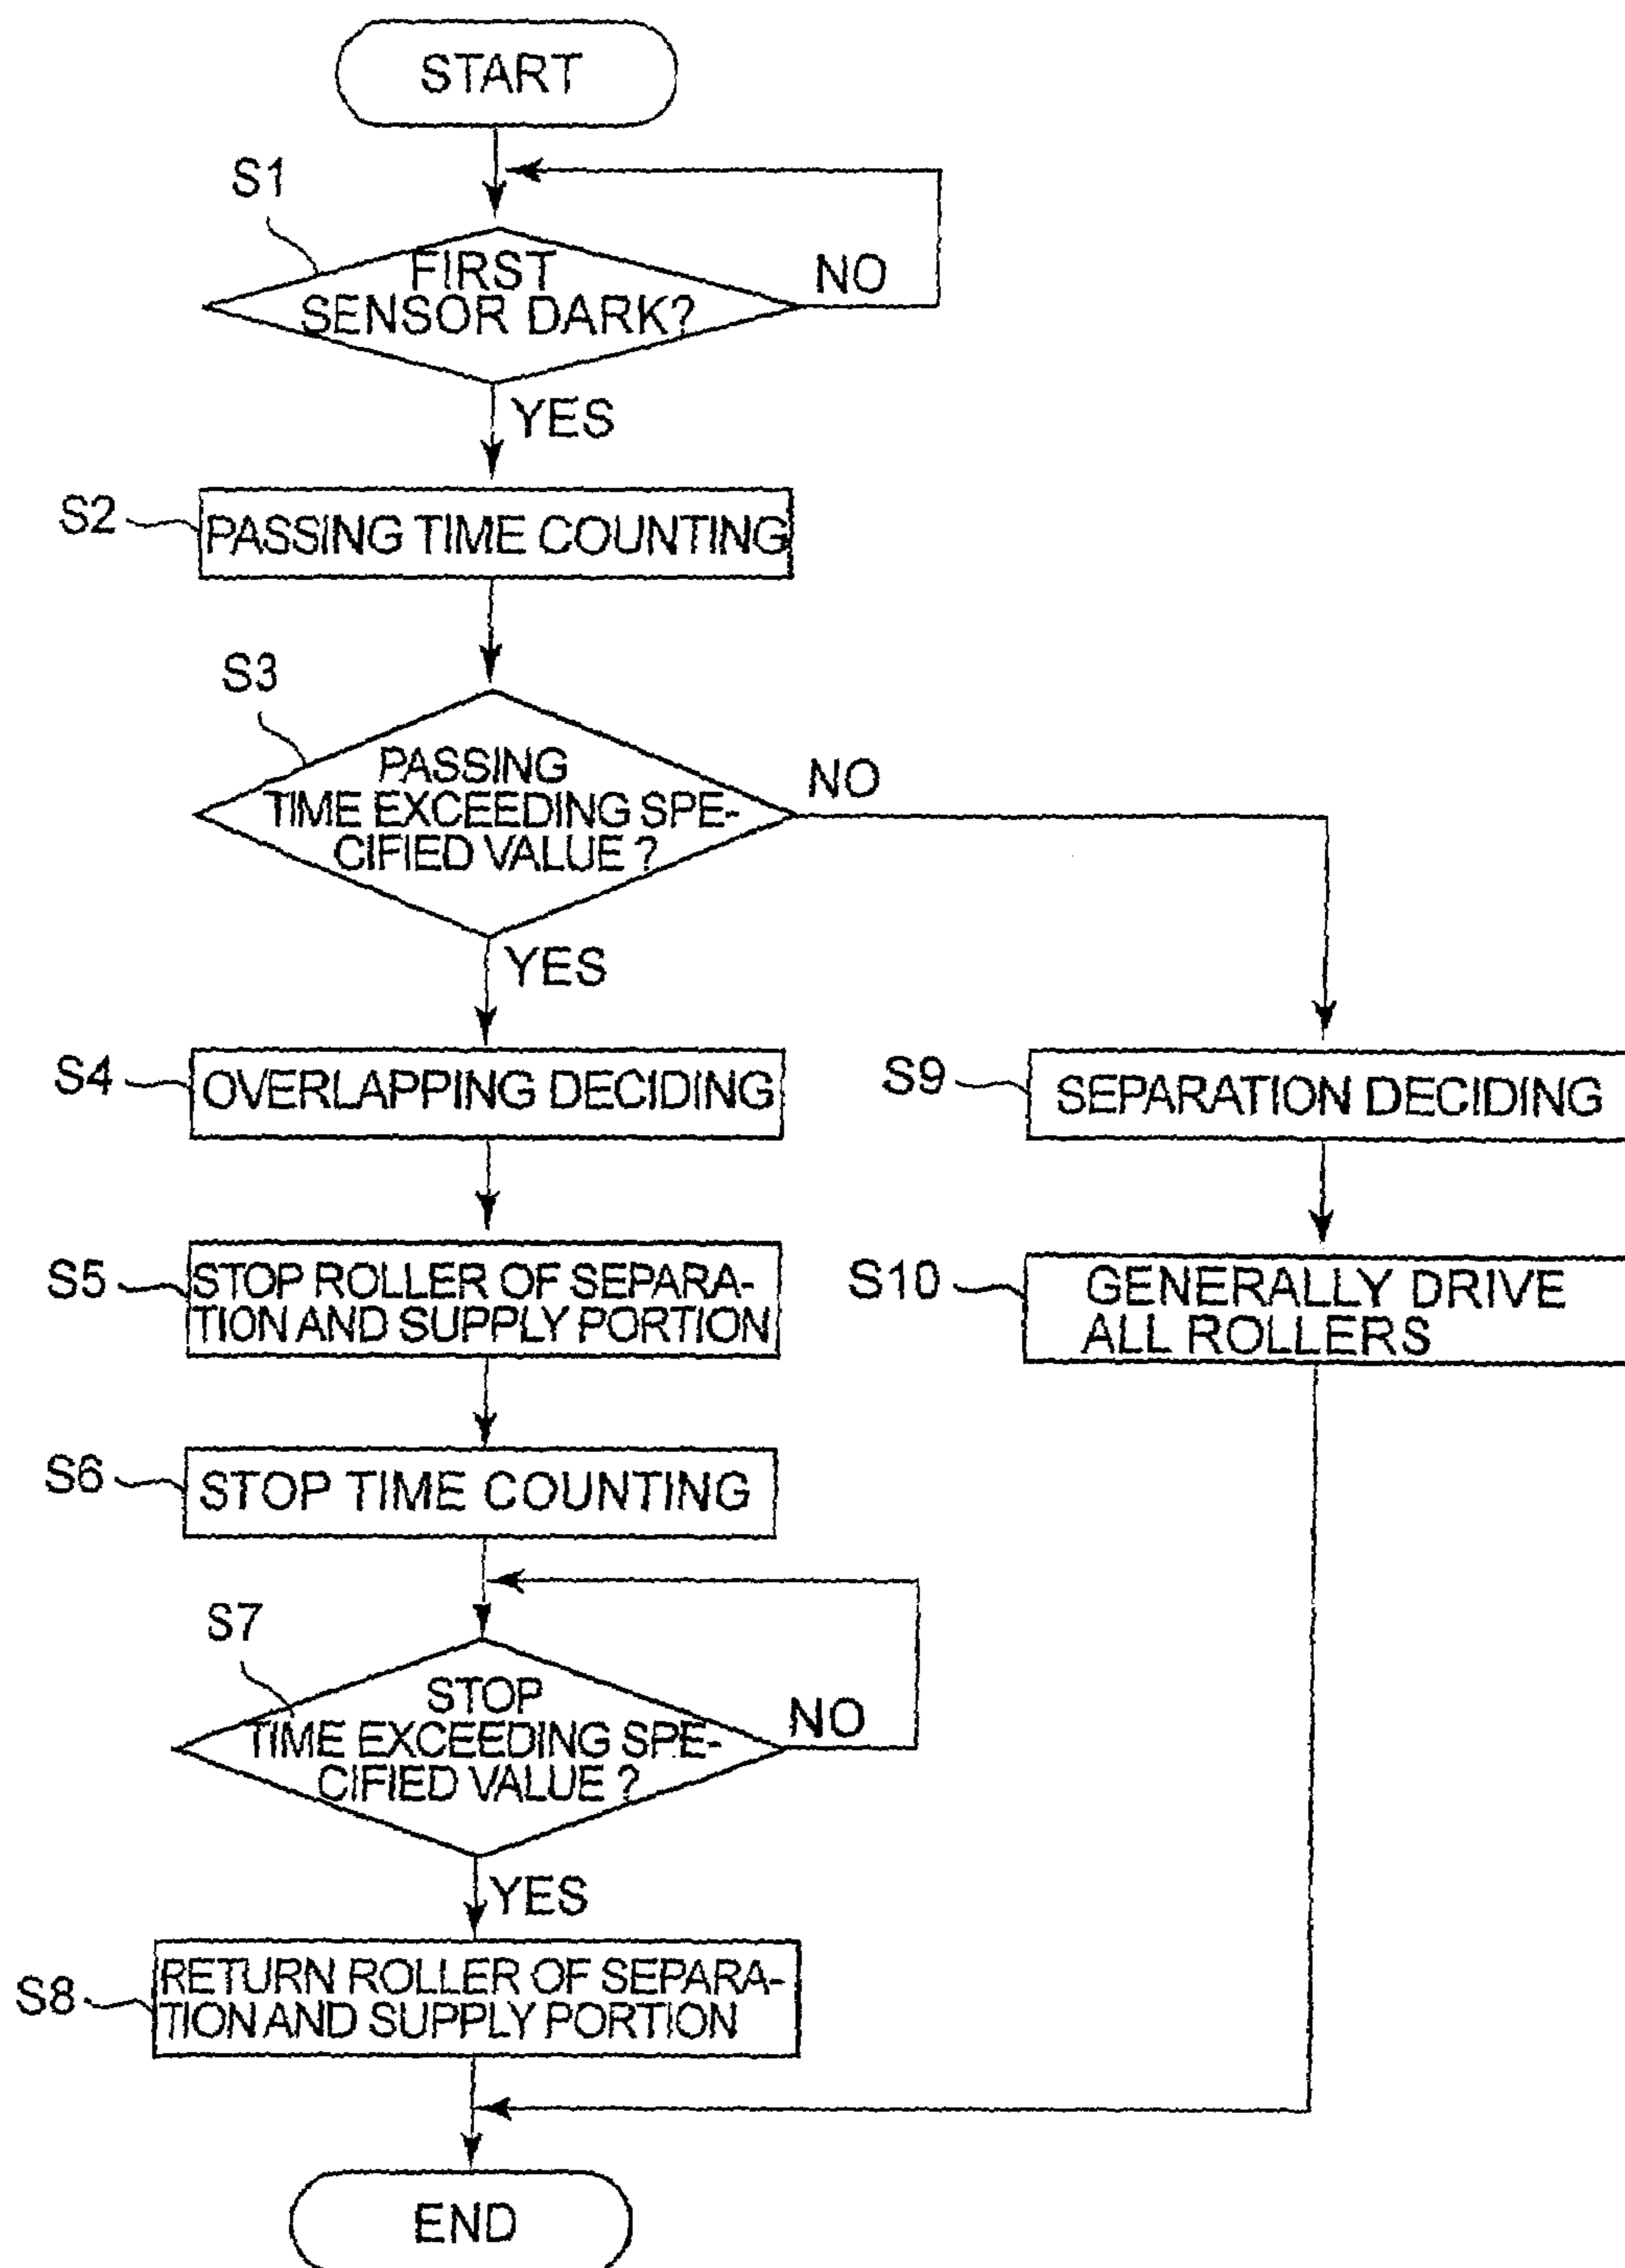 START
S1
FIRST
SENSOR DARK?
NO
YES
S2
PASSING TIME COUNTING
S3
PASSING
TIME EXCEEDING SPE-
CIFIED VALUE ?
NO
YES
S4
OVERLAPPING DECIDING
S9
SEPARATION DECIDING
S5
STOP ROLLER OF SEPARA-
TION AND SUPPLY PORTION
S10
GENERALLY DRIVE
ALL ROLLERS
S6
STOP TIME COUNTING
S7
STOP
TIME EXCEEDING SPE-
CIFIED VALUE ?
NO
YES
S8
RETURN ROLLER OF SEPARA-
TION AND SUPPLY PORTION
END